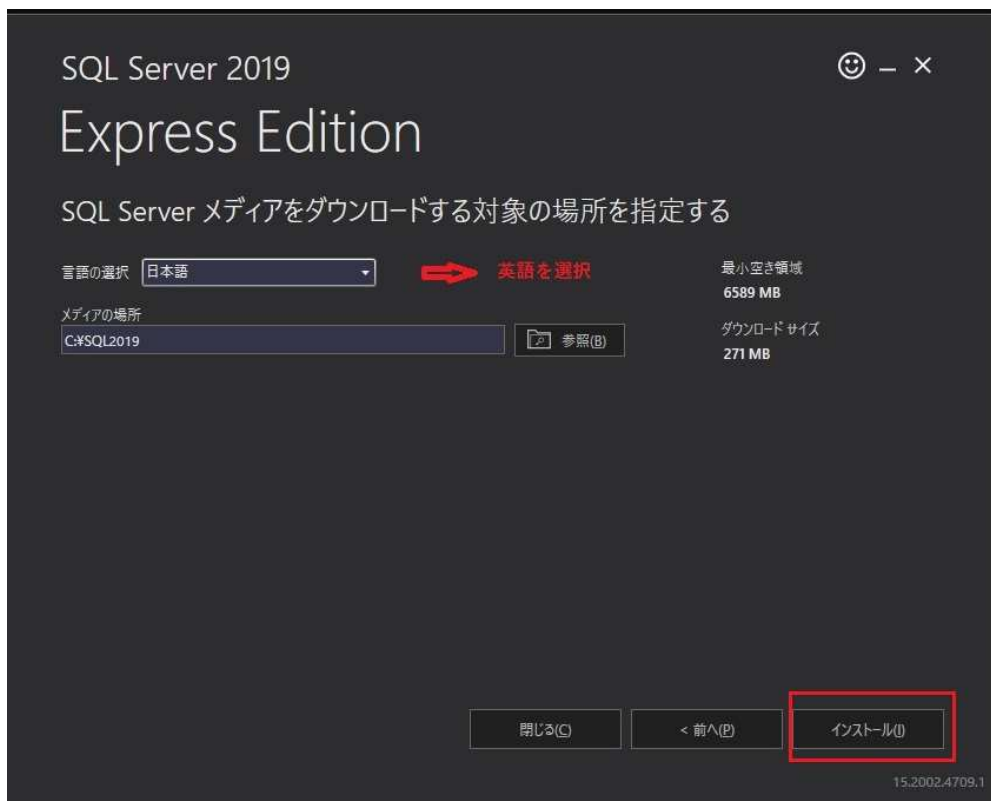 SQL Server 2019
Express Edition
SQL Server メディアをダウンロードする対象の場所を指定する
言語の選択 日本語
英語を選択
最小空き領域
6589 MB
メディアの場所
C:¥SQL2019
参照(B)
ダウンロード サイズ
271 MB
閉じる(C)
< 前へ(P)
インストール(I)
15.2002.4709.1